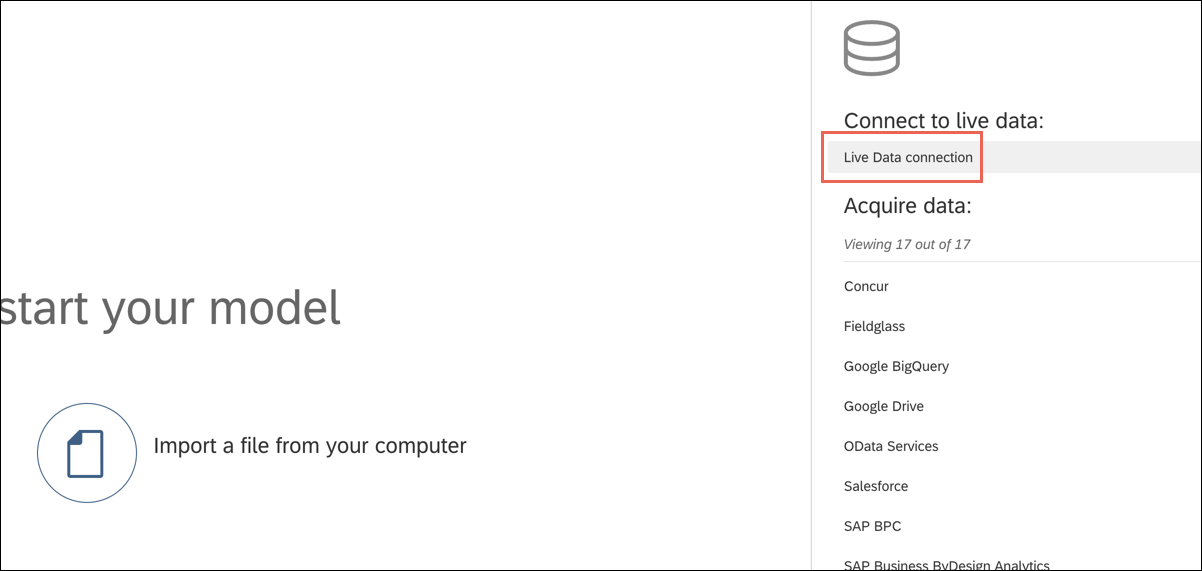 Connect to live data:
Live Data connection
Acquire data:
Viewing 17 out of 17
Concur
Fieldglass
Google BigQuery
Google Drive
OData Services
Salesforce
SAP BPC
SAP Business ByDesign Analytics
start your model
Import a file from your computer